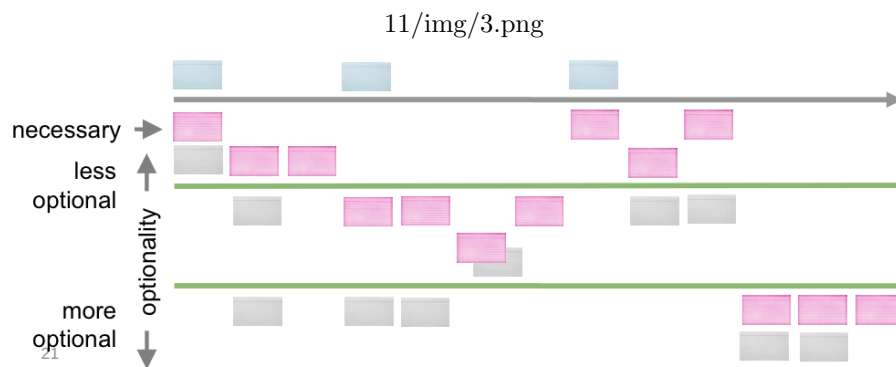 11/img/3.png
necessary
less
optional
optionality
more
optional
21